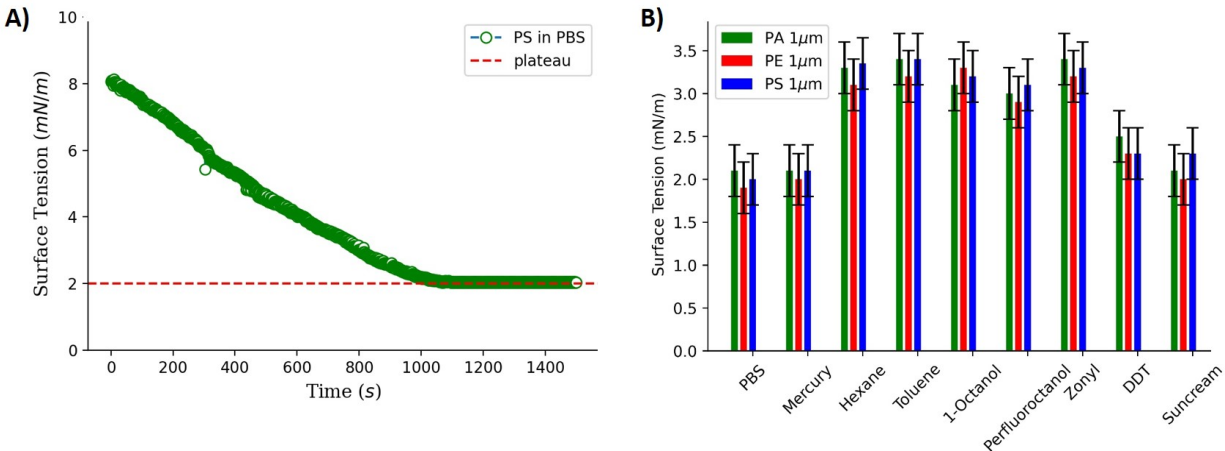 A)
10
8
6
4
2
0
Surface Tension (mN/m)
PS in PBS
plateau
0 200 400 600 800 1000 1200 1400
Time (s)
B)
3.5
3.0
2.5
2.0
1.5
1.0
0.5
0.0
Surface Tension (mN/m)
PA 1μm
PE 1μm
PS 1μm
PBS
Mercury
Hexane
Toluene
1-Octanol
Perfluoroctanol
Zonyl
DDT
Suncream